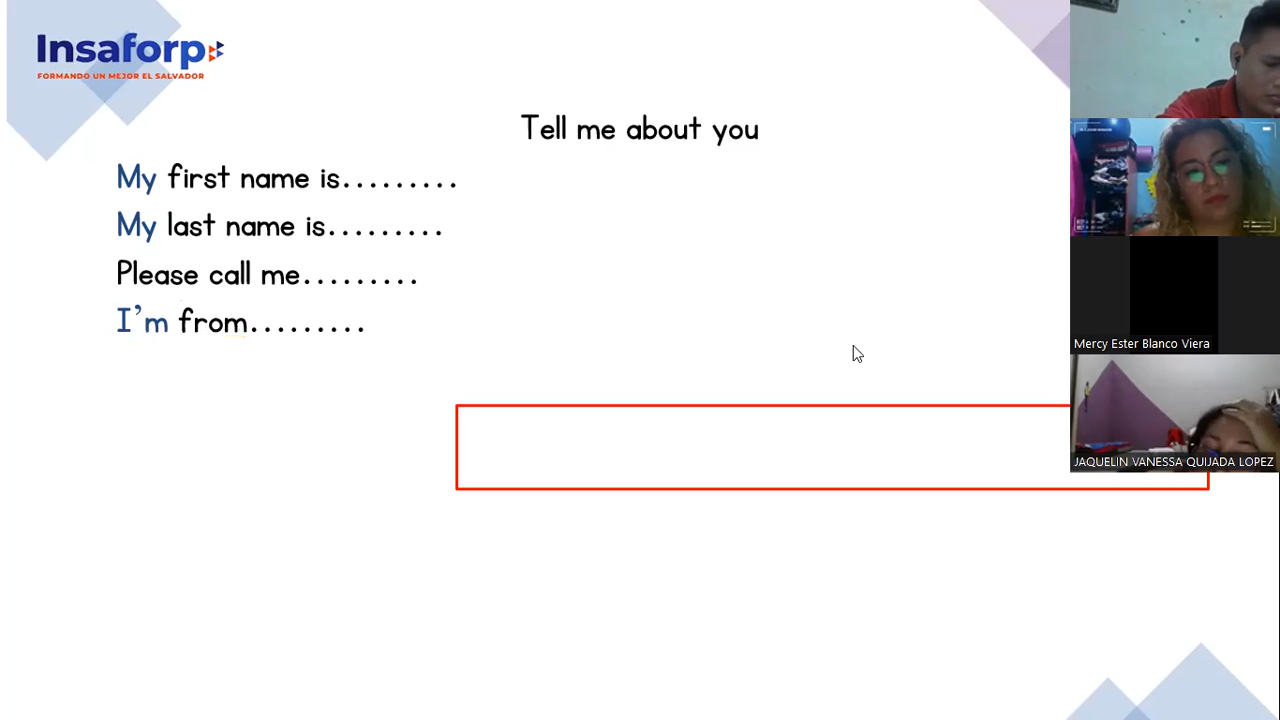 Insaforp
FORMANDO UN MEJOR EL SALVADOR
Tell me about you
My first name is.........
My last name is.........
Please call me.........
I'm from.........
Mercy Ester Blanco Viera
JAQUELIN VANESSA QUIJADA LOPEZ